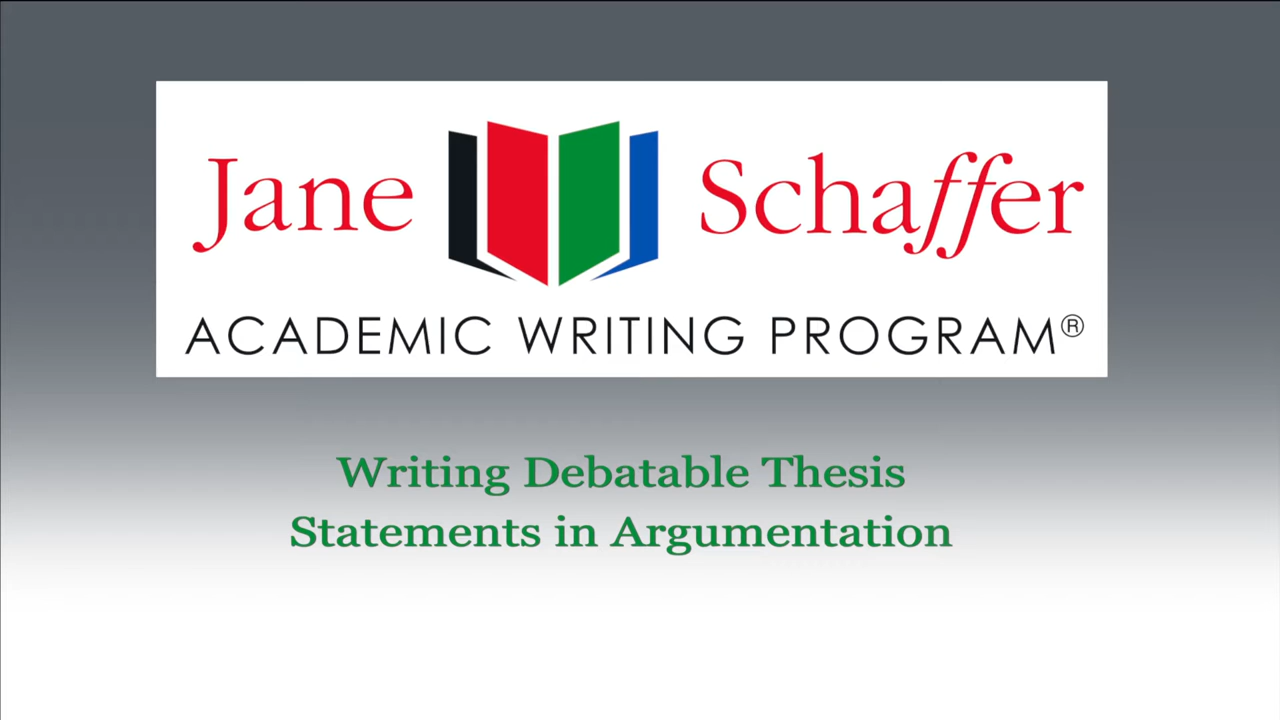 Jane Schaffer
ACADEMIC WRITING PROGRAM®
Writing Debatable Thesis
Statements in Argumentation